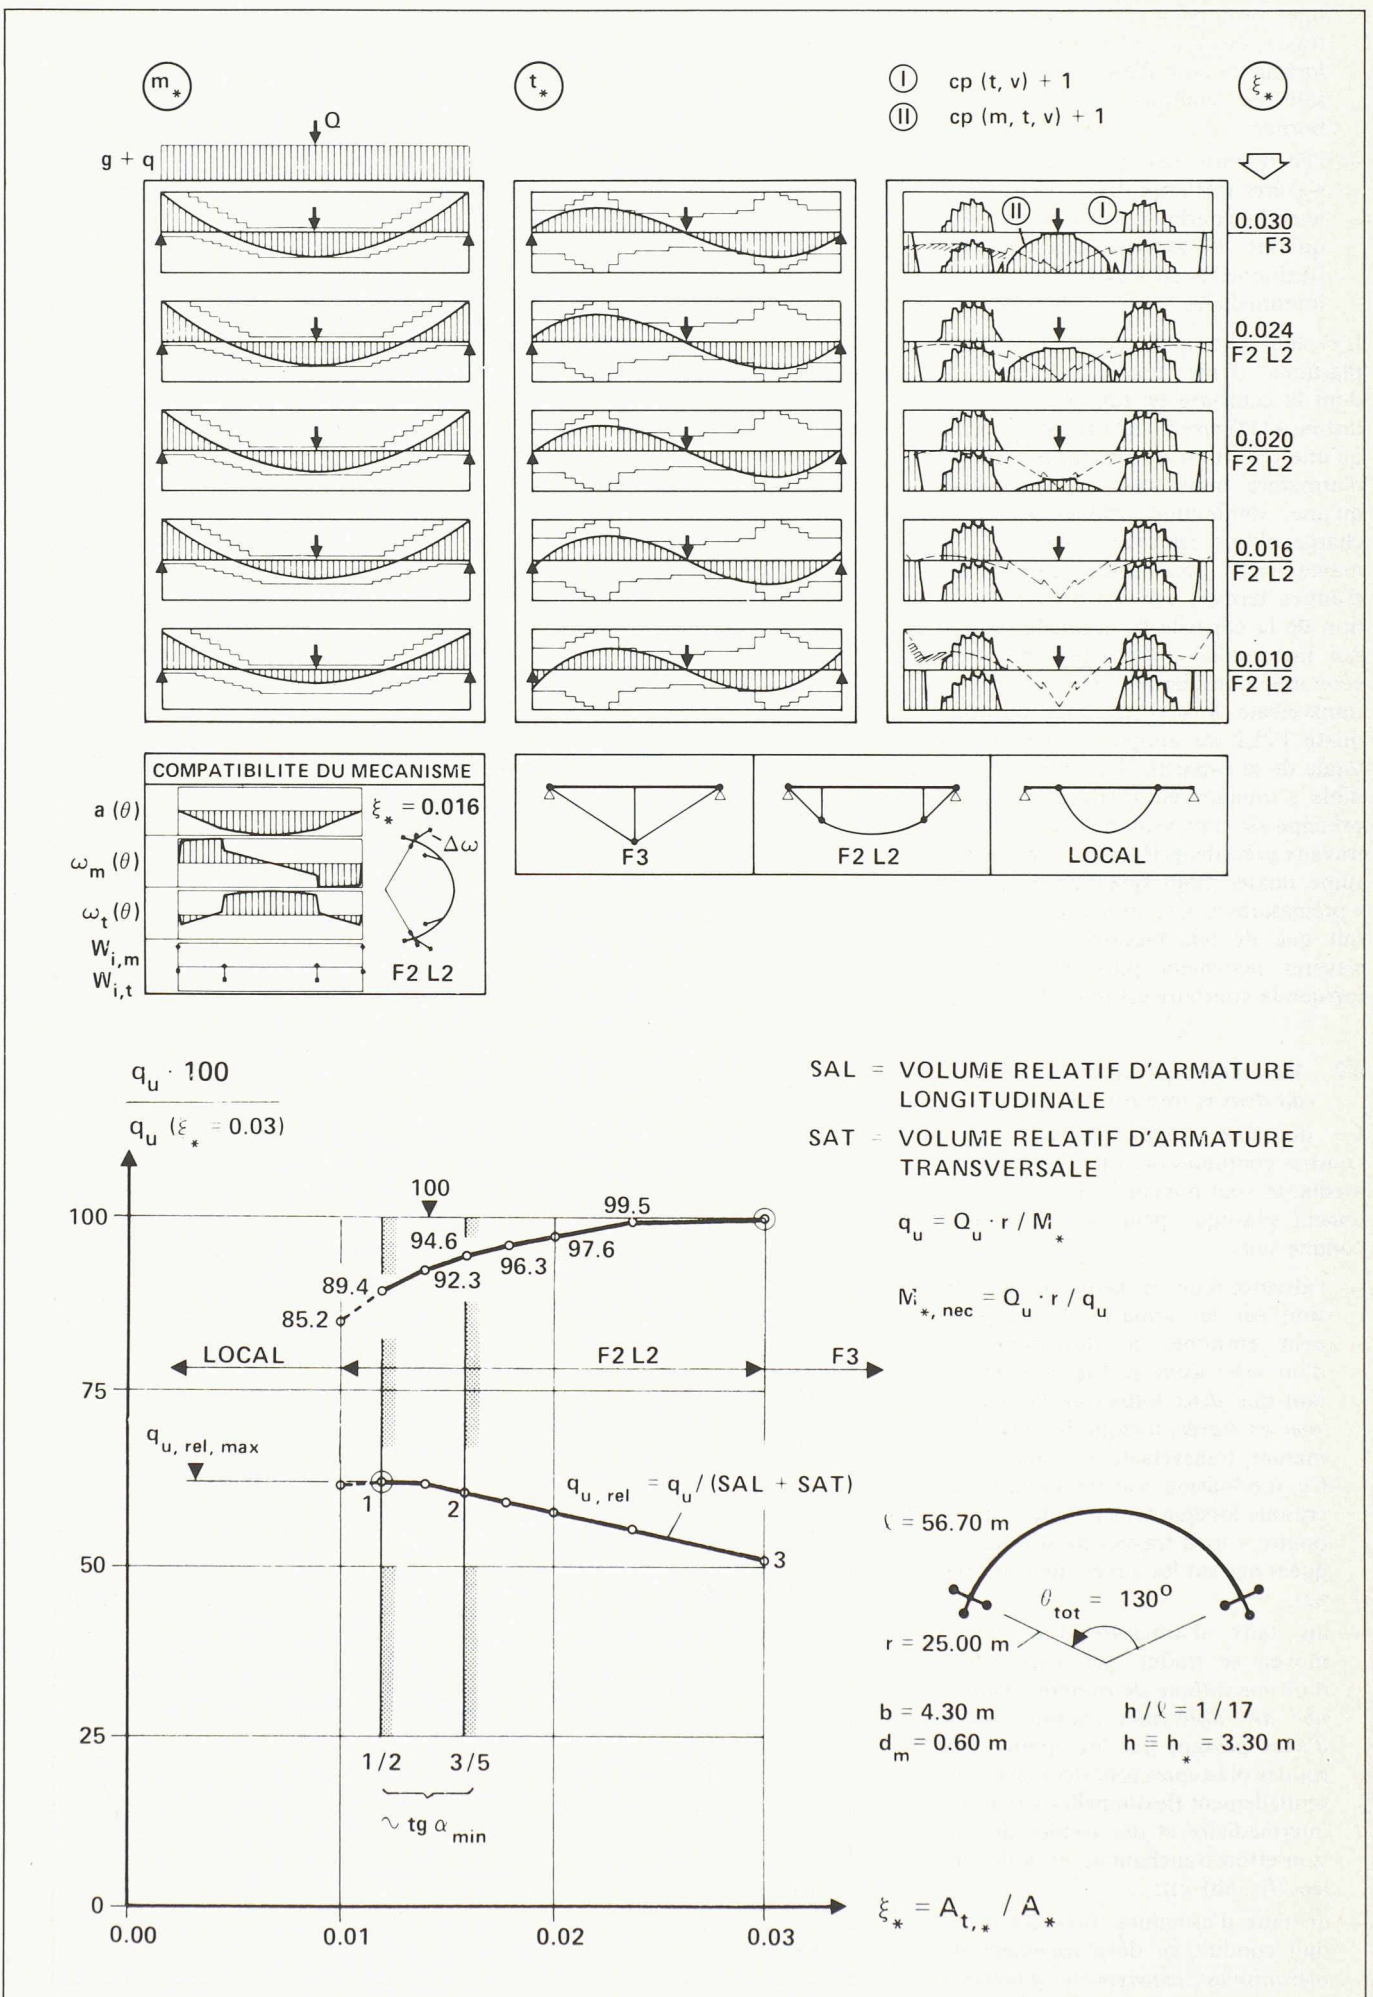 m*
t*
I cp (t, v) + 1
II cp (m, t, v) + 1
ξ*
Q
g + q
II
I
0.030
F3
0.024
F2 L2
0.020
F2 L2
0.016
F2 L2
0.010
F2 L2
COMPATIBILITE DU MECANISME
a (θ)
ξ* = 0.016
Δω
ωm (θ)
ωt (θ)
Wi,m
Wi,t
F2 L2
F3
F2 L2
LOCAL
qu · 100
qu (ξ* = 0.03)
SAL = VOLUME RELATIF D'ARMATURE
LONGITUDINALE
SAT = VOLUME RELATIF D'ARMATURE
TRANSVERSALE
qu = Qu · r / M*
M*, nec = Qu · r / qu
100
100
99.5
94.6
97.6
96.3
92.3
89.4
85.2
LOCAL
F2 L2
F3
75
qu, rel, max
qu, rel = qu / (SAL + SAT)
1
2
3
50
ℓ = 56.70 m
θtot = 130°
r = 25.00 m
b = 4.30 m
h / ℓ = 1 / 17
dm = 0.60 m
h ≡ h* = 3.30 m
25
1/2
3/5
~ tg α min
0
0.00
0.01
0.02
0.03
ξ* = At,* / A*